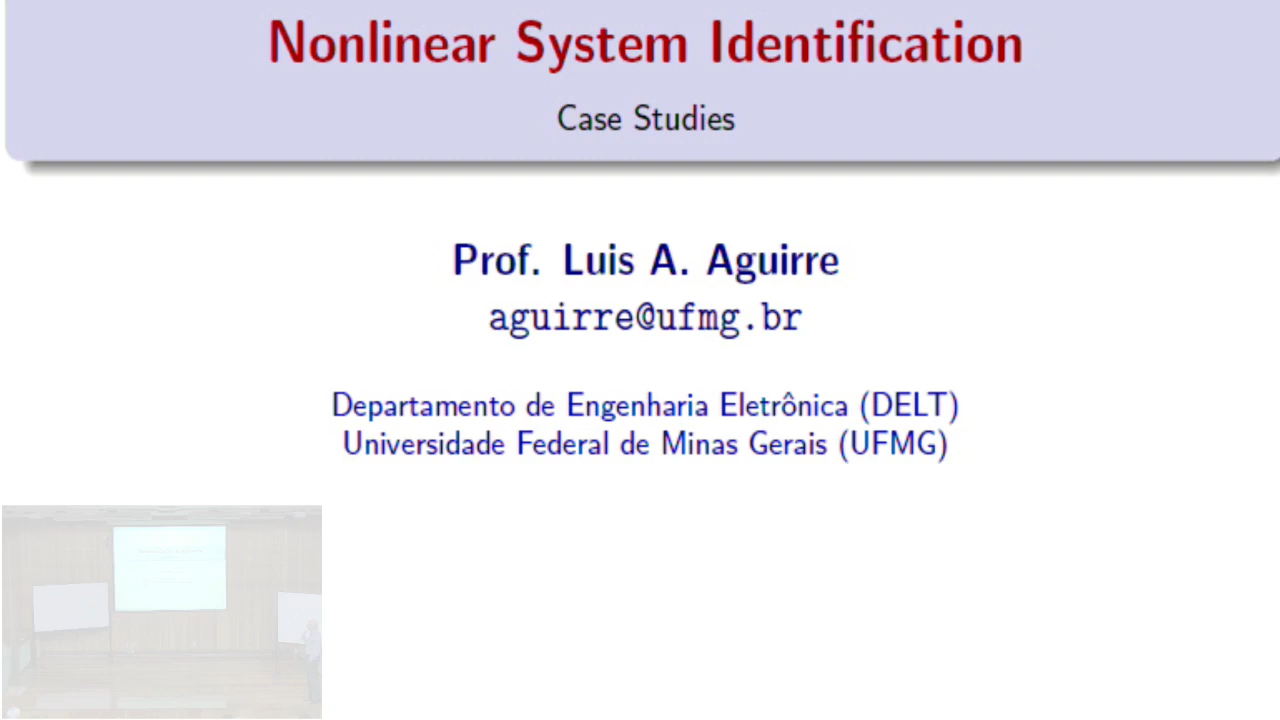 Nonlinear System Identification
Case Studies
Prof. Luis A. Aguirre
aguirre@ufmg.br
Departamento de Engenharia Eletrônica (DELT)
Universidade Federal de Minas Gerais (UFMG)